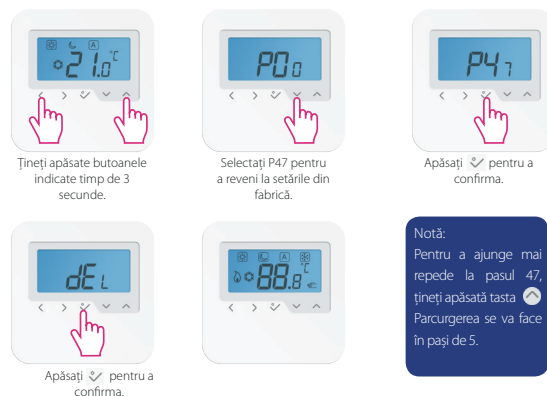 21.0 °C
P00
P47
Țineți apăsate butoanele
indicate timp de 3
secunde.
Selectați P47 pentru
a reveni la setările din
fabrică.
Apăsați pentru a
confirma.
dEL
88.8 °C
Apăsați pentru a
confirma.
Notă:
Pentru a ajunge mai
repede la pasul 47,
țineți apăsată tasta
Parcurgerea se va face
în pași de 5.